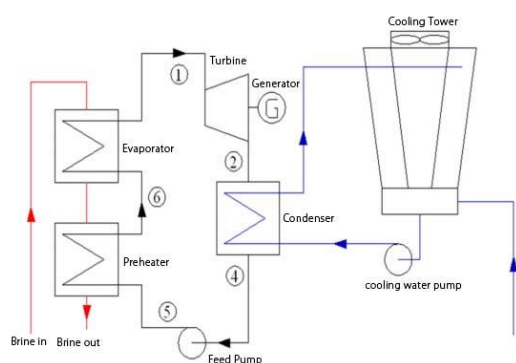 Cooling Tower
Turbine
①
Generator
G
Evaporator
②
⑥
Condenser
Preheater
④
cooling water pump
⑤
Brine in
Brine out
Feed Pump